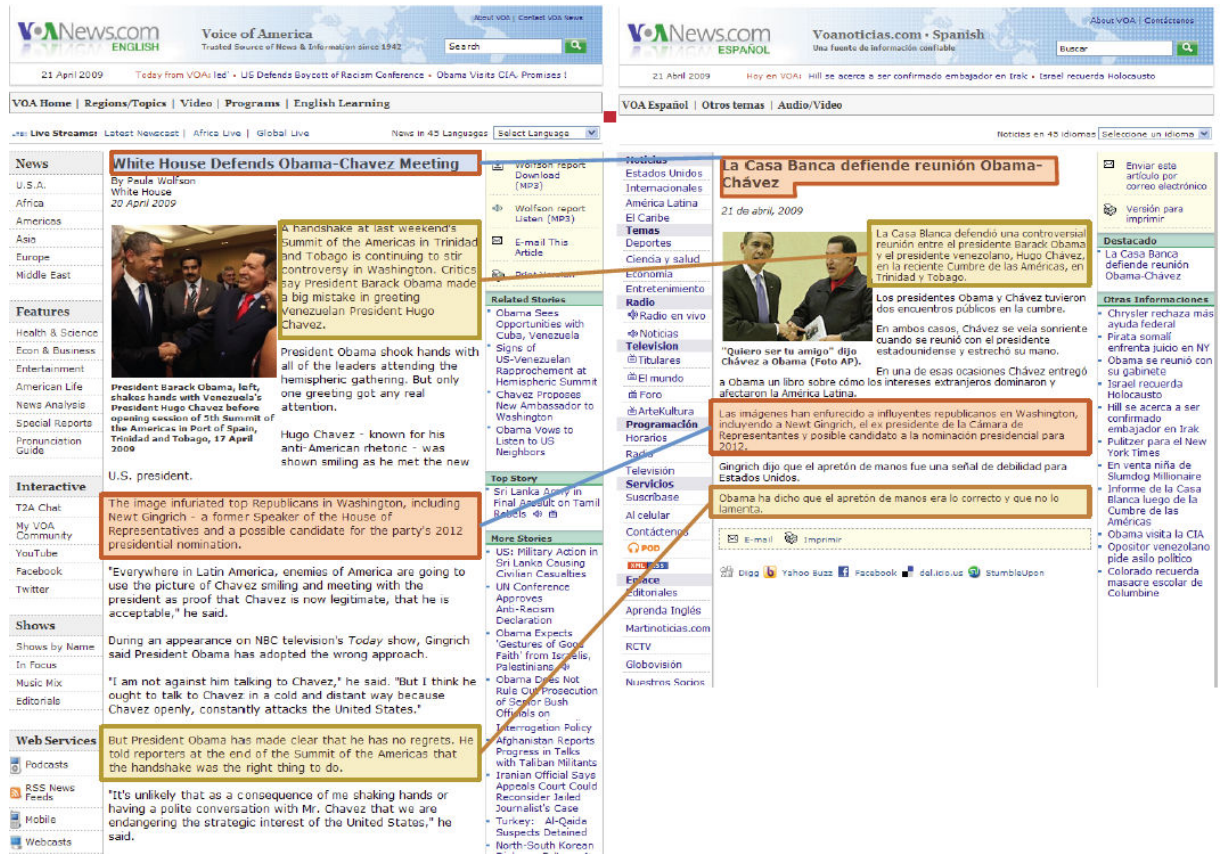 VOANews.com
ENGLISH
Voice of America
Trusted Source of News & Information since 1942
About VOA | Contact VOA News
Search
21 April 2009
Today from VOA: led' • US Defends Boycott of Racism Conference • Obama Visits CIA, Promises
VOA Home | Regions/Topics | Video | Programs | English Learning
Live Streams: Latest Newscast | Africa Live | Global Live
News in 45 Languages
Select Language
News
U.S.A.
Africa
Americas
Asia
Europe
Middle East
Features
Health & Science
Econ & Business
Entertainment
American Life
News Analysis
Special Reports
Pronunciation
Guide
Interactive
T2A Chat
My VOA
Community
YouTube
Facebook
Twitter
Shows
Shows by Name
In Focus
Music Mix
Editorials
Web Services
Podcasts
RSS News
Feeds
Mobile
Webcasts
White House Defends Obama-Chavez Meeting
By Paula Wolfson
White House
20 April 2009
A handshake at last weekend's
Summit of the Americas in Trinidad
and Tobago is continuing to stir
controversy in Washington. Critics
say President Barack Obama made
a big mistake in greeting
Venezuelan President Hugo
Chavez.
President Obama shook hands with
all of the leaders attending the
hemispheric gathering. But only
one greeting got any real
attention.
Hugo Chavez - known for his
anti-American rhetoric - was
shown smiling as he met the new
U.S. president.
President Barack Obama, left,
shakes hands with Venezuela's
President Hugo Chavez before
opening session of 5th Summit of
the Americas in Port of Spain,
Trinidad and Tobago, 17 April
2009
The image infuriated top Republicans in Washington, including
Newt Gingrich - a former Speaker of the House of
Representatives and a possible candidate for the party's 2012
presidential nomination.
"Everywhere in Latin America, enemies of America are going to
use the picture of Chavez smiling and meeting with the
president as proof that Chavez is now legitimate, that he is
acceptable," he said.
During an appearance on NBC television's Today show, Gingrich
said President Obama has adopted the wrong approach.
"I am not against him talking to Chavez," he said. "But I think he
ought to talk to Chavez in a cold and distant way because
Chavez openly, constantly attacks the United States."
But President Obama has made clear that he has no regrets. He
told reporters at the end of the Summit of the Americas that
the handshake was the right thing to do.
"It's unlikely that as a consequence of me shaking hands or
having a polite conversation with Mr. Chavez that we are
endangering the strategic interest of the United States," he
said.
Wolfson report
Download
(MP3)
Wolfson report
Listen (MP3)
E-mail This
Article
Print Version
Related Stories
Obama Sees
Opportunities with
Cuba, Venezuela
Signs of
US-Venezuelan
Rapprochement at
Hemispheric Summit
Chavez Proposes
New Ambassador to
Washington
Obama Vows to
Listen to US
Neighbors
Top Story
Sri Lanka Army in
Final Assault on Tamil
Rebels
More Stories
US: Military Action in
Sri Lanka Causing
Civilian Casualties
UN Conference
Approves
Anti-Racism
Declaration
Obama Expects
'Gestures of Good
Faith' from Israelis,
Palestinians
Obama Does Not
Rule Out Prosecution
of Senior Bush
Officials on
Interrogation Policy
Afghanistan Reports
Progress in Talks
with Taliban Militants
Iranian Official Says
Appeals Court Could
Reconsider Jailed
Journalist's Case
Turkey: Al-Qaida
Suspects Detained
North-South Korean
VOANews.com
ESPAÑOL
Voanoticias.com • Spanish
Una fuente de información confiable
About VOA | Contáctenos
Buscar
21 Abril 2009
Hoy en VOA: Hill se acerca a ser confirmado embajador en Irak • Israel recuerda Holocausto
VOA Español | Otros temas | Audio/Video
Noticias en 45 idiomas
Seleccione un idioma
Noticias
Estados Unidos
Internacionales
América Latina
El Caribe
Temas
Deportes
Ciencia y salud
Economía
Entretenimiento
Radio
Radio en vivo
Noticias
Television
Titulares
El mundo
Foro
ArteKultura
Programación
Horarios
Radio
Televisión
Servicios
Suscríbase
Al celular
Contáctenos
POD
XML RSS
Enlace
Editoriales
Aprenda Inglés
Martinoticias.com
RCTV
Globovisión
Nuestros Socios
La Casa Banca defiende reunión Obama-
Chávez
21 de abril, 2009
La Casa Blanca defendió una controversial
reunión entre el presidente Barack Obama
y el presidente venezolano, Hugo Chávez,
en la reciente Cumbre de las Américas, en
Trinidad y Tobago.
Los presidentes Obama y Chávez tuvieron
dos encuentros públicos en la cumbre.
En ambos casos, Chávez se veía sonriente
cuando se reunió con el presidente
estadounidense y estrechó su mano.
"Quiero ser tu amigo" dijo
Chávez a Obama (Foto AP).
En una de esas ocasiones Chávez entregó
a Obama un libro sobre cómo los intereses extranjeros dominaron y
afectaron la América Latina.
Las imágenes han enfurecido a influyentes republicanos en Washington,
incluyendo a Newt Gingrich, el ex presidente de la Cámara de
Representantes y posible candidato a la nominación presidencial para
2012.
Gingrich dijo que el apretón de manos fue una señal de debilidad para
Estados Unidos.
Obama ha dicho que el apretón de manos era lo correcto y que no lo
lamenta.
E-mail Imprimir
Digg Yahoo Buzz Facebook del.icio.us StumbleUpon
Enviar este
artículo por
correo electrónico
Versión para
imprimir
Destacado
La Casa Banca
defiende reunión
Obama-Chávez
Otras Informaciones
Chrysler rechaza más
ayuda federal
Pirata somalí
enfrenta juicio en NY
Obama se reunió con
su gabinete
Israel recuerda
Holocausto
Hill se acerca a ser
confirmado
embajador en Irak
Pulitzer para el New
York Times
En venta niña de
Slumdog Millionaire
Informe de la Casa
Blanca luego de la
Cumbre de las
Américas
Obama visita la CIA
Opositor venezolano
pide asilo político
Colorado recuerda
masacre escolar de
Columbine